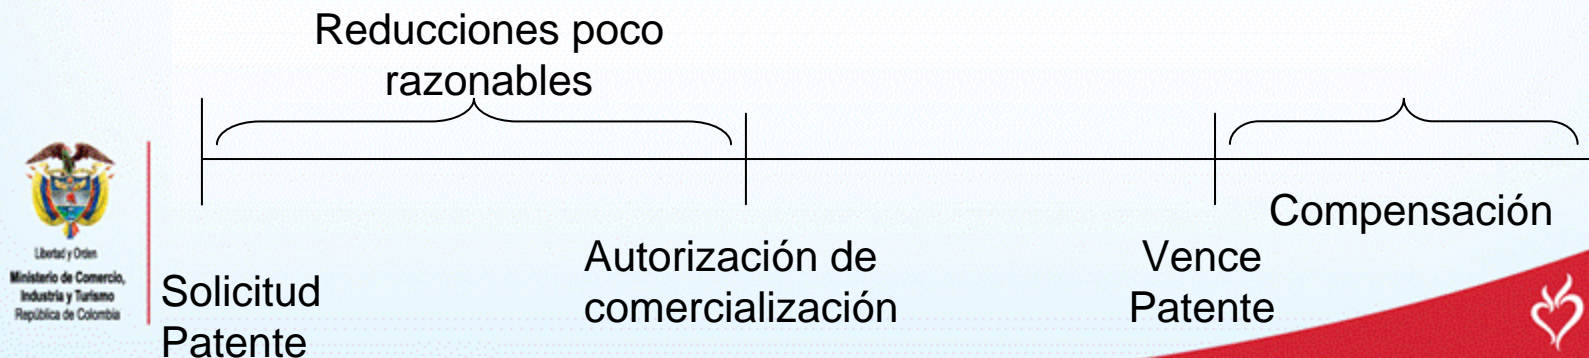 Reducciones poco
razonables
Compensación
Autorización de
comercialización
Vence
Patente
Solicitud
Patente
Libertad y Orden
Ministerio de Comercio,
Industria y Turismo
República de Colombia